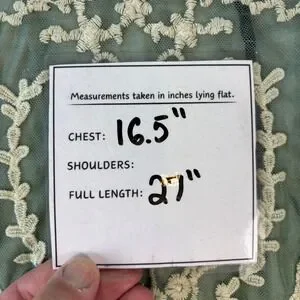 Measurements taken in inches lying flat.
CHEST: 16.5"
SHOULDERS:
FULL LENGTH: 27"